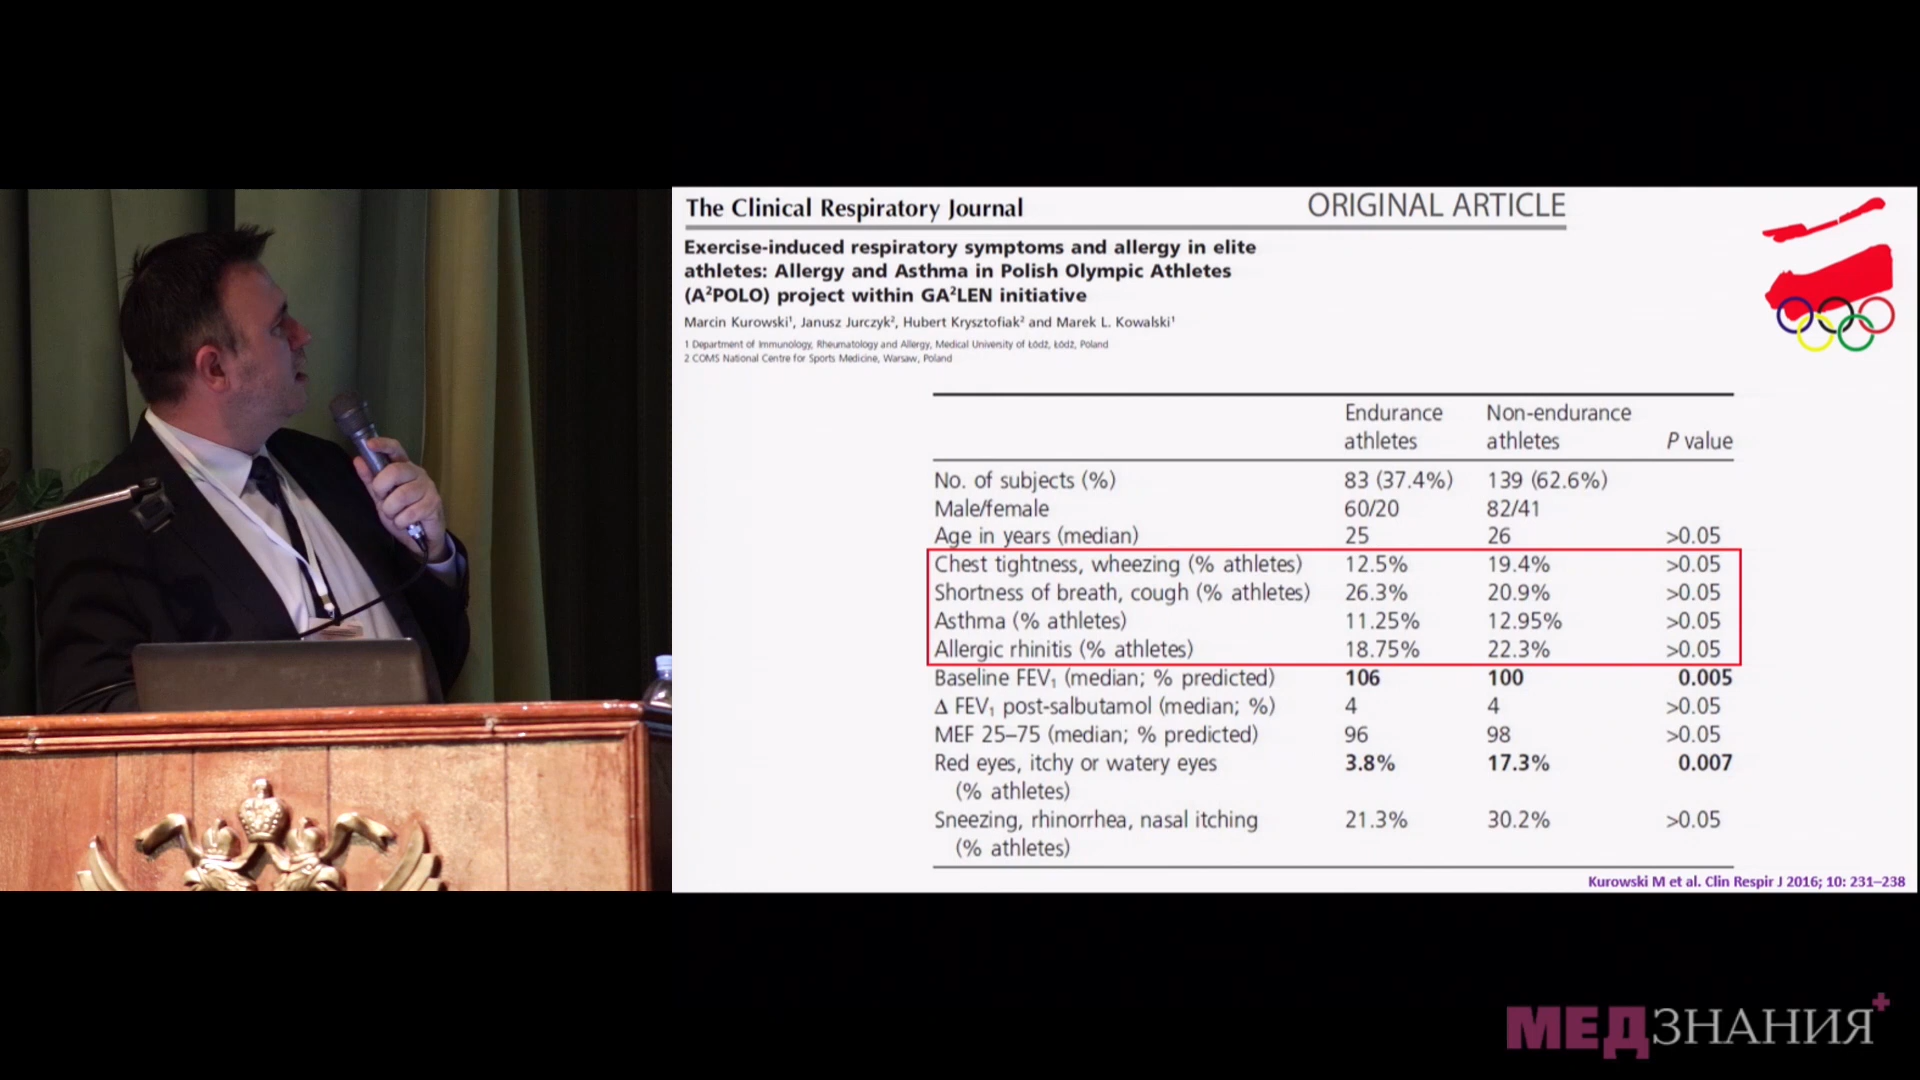 The Clinical Respiratory Journal
ORIGINAL ARTICLE
Exercise-induced respiratory symptoms and allergy in elite
athletes: Allergy and Asthma in Polish Olympic Athletes
(A²POLO) project within GA²LEN initiative
Marcin Kurowski¹, Janusz Jurczyk², Hubert Krysztofiak² and Marek L. Kowalski¹
1 Department of Immunology, Rheumatology and Allergy, Medical University of Łódź, Łódź, Poland
2 COMS National Centre for Sports Medicine, Warsaw, Poland
Endurance athletes Non-endurance athletes P value
No. of subjects (%) 83 (37.4%) 139 (62.6%)
Male/female 60/20 82/41
Age in years (median) 25 26 >0.05
Chest tightness, wheezing (% athletes) 12.5% 19.4% >0.05
Shortness of breath, cough (% athletes) 26.3% 20.9% >0.05
Asthma (% athletes) 11.25% 12.95% >0.05
Allergic rhinitis (% athletes) 18.75% 22.3% >0.05
Baseline FEV₁ (median; % predicted) 106 100 0.005
Δ FEV₁ post-salbutamol (median; %) 4 4 >0.05
MEF 25–75 (median; % predicted) 96 98 >0.05
Red eyes, itchy or watery eyes 3.8% 17.3% 0.007
(% athletes)
Sneezing, rhinorrhea, nasal itching 21.3% 30.2% >0.05
(% athletes)
Kurowski M et al. Clin Respir J 2016; 10: 231–238
МЕДЗНАНИЯ+